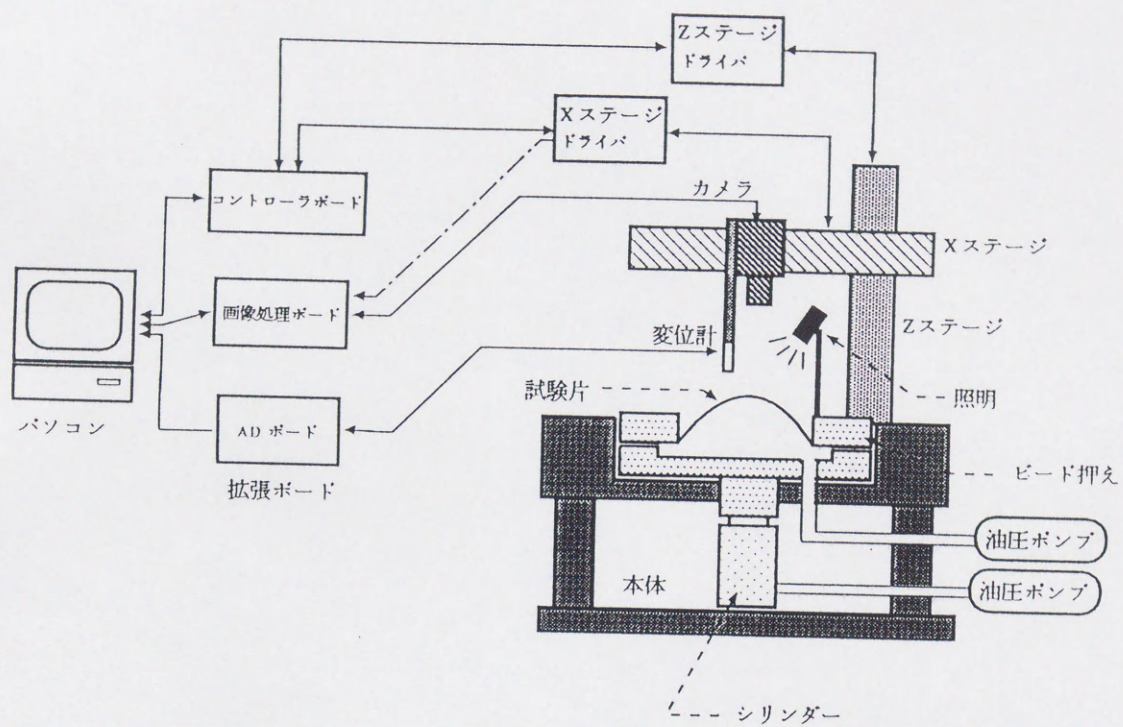 Zステージ
ドライバ
Xステージ
ドライバ
カメラ
コントローラボード
Xステージ
画像処理ボード
Zステージ
変位計
試験片
照明
パソコン
ADボード
ビード押え
拡張ボード
油圧ポンプ
本体
油圧ポンプ
シリンダー